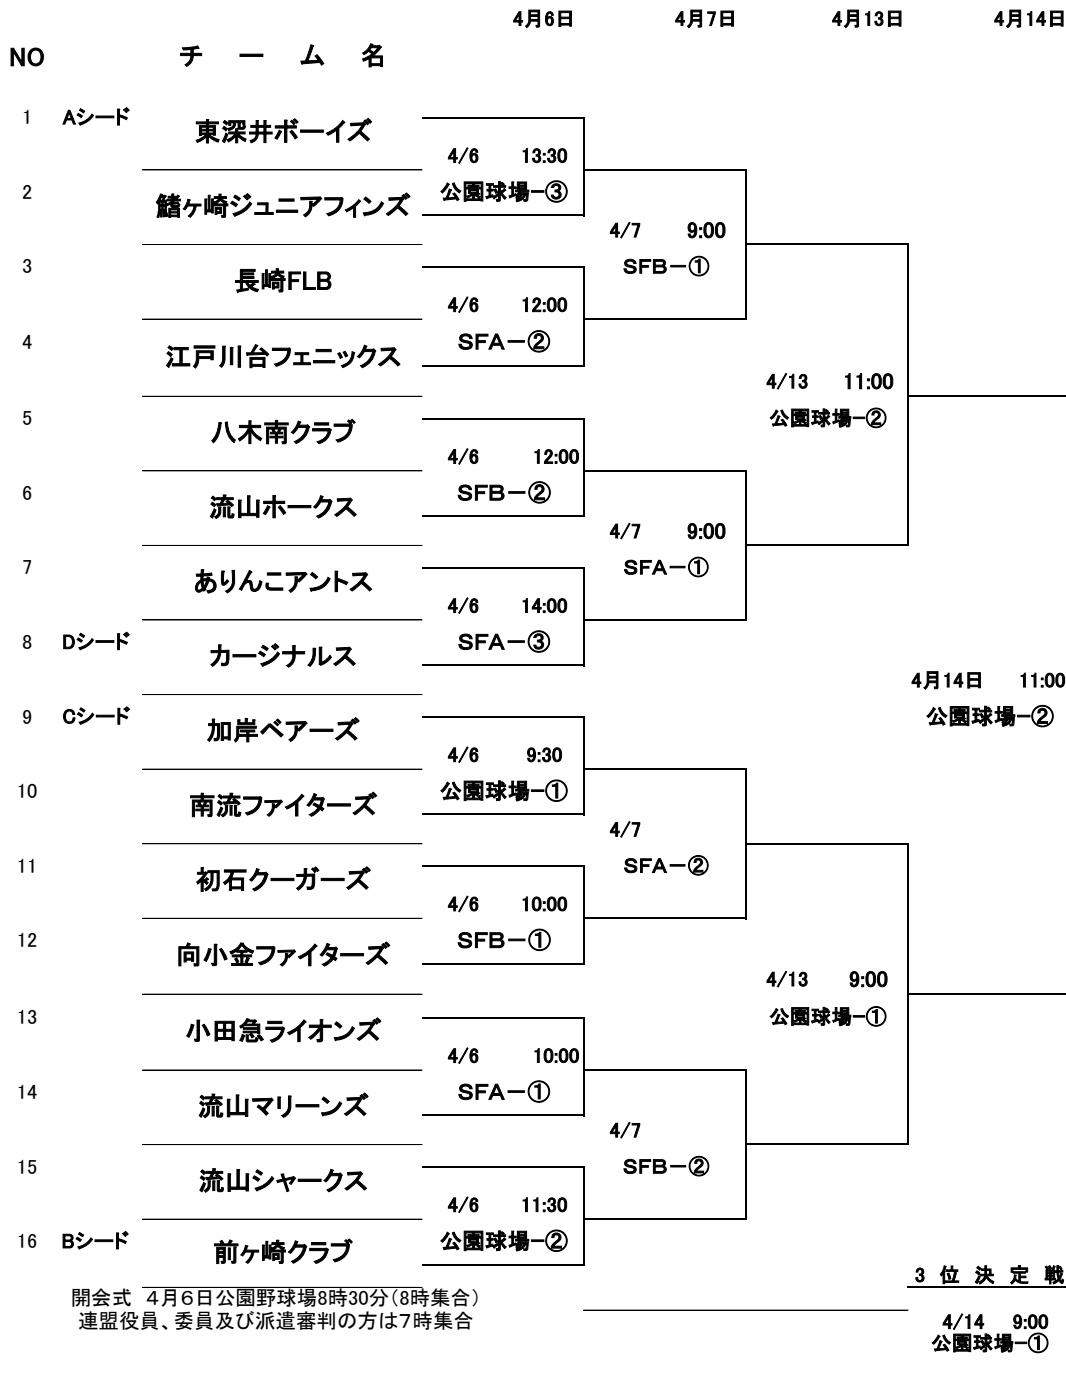 4月6日 4月7日 4月13日 4月14日
NO チ ー ム 名
1 Aシード 東深井ボーイズ
4/6 13:30
公園球場-③
2 鰭ヶ崎ジュニアフィンズ
4/7 9:00
SFB-①
3 長崎FLB
4/6 12:00
SFA-②
4 江戸川台フェニックス
4/13 11:00
公園球場-②
5 八木南クラブ
4/6 12:00
SFB-②
6 流山ホークス
4/7 9:00
SFA-①
7 ありんこアントス
4/6 14:00
SFA-③
8 Dシード カージナルス
4月14日 11:00
公園球場-②
9 Cシード 加岸ベアーズ
4/6 9:30
公園球場-①
10 南流ファイターズ
4/7
SFA-②
11 初石クーガーズ
4/6 10:00
SFB-①
12 向小金ファイターズ
4/13 9:00
公園球場-①
13 小田急ライオンズ
4/6 10:00
SFA-①
14 流山マリーンズ
4/7
SFB-②
15 流山シャークス
4/6 11:30
公園球場-②
16 Bシード 前ヶ崎クラブ
3 位 決 定 戦
開会式 4月6日公園野球場8時30分(8時集合)
連盟役員、委員及び派遣審判の方は7時集合
4/14 9:00
公園球場-①